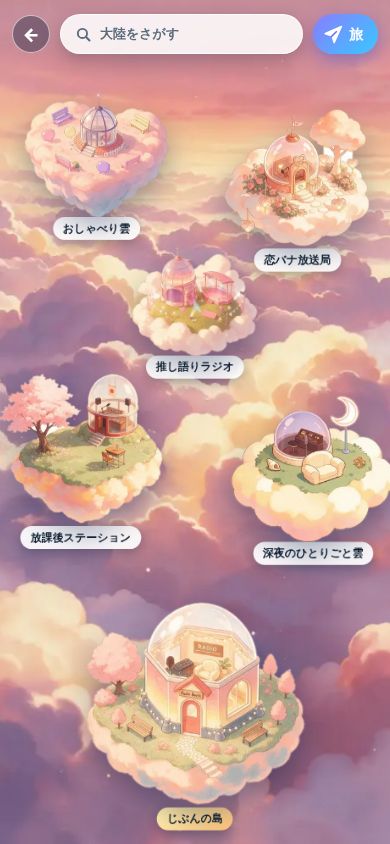 大陸をさがす
旅
おしゃべり雲
恋バナ放送局
推し語りラジオ
放課後ステーション
深夜のひとりごと雲
RADIO
じぶんの島